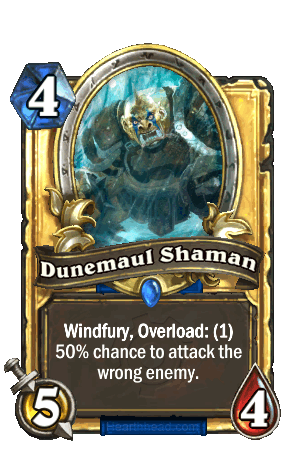 4
Dunemaul Shaman
Windfury, Overload: (1)
50% chance to attack the
wrong enemy.
5
4
Hearthhead.com